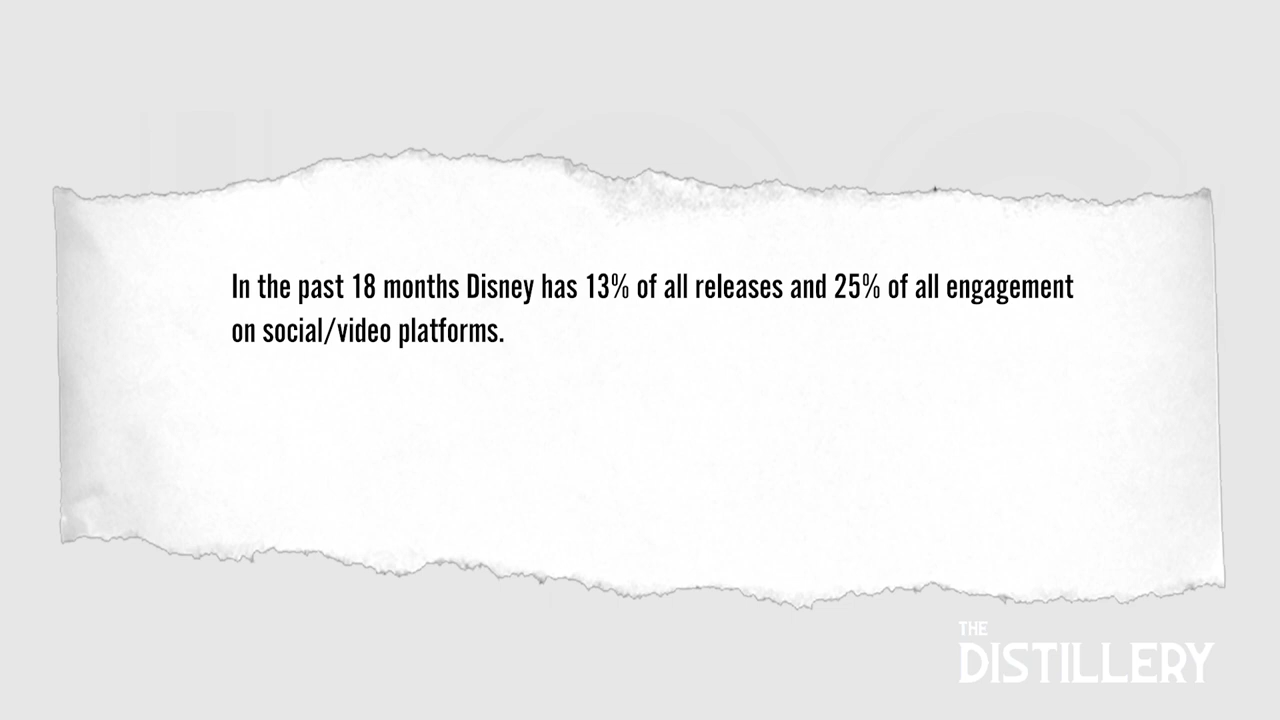 In the past 18 months Disney has 13% of all releases and 25% of all engagement
on social/video platforms.
THE
DISTILLERY